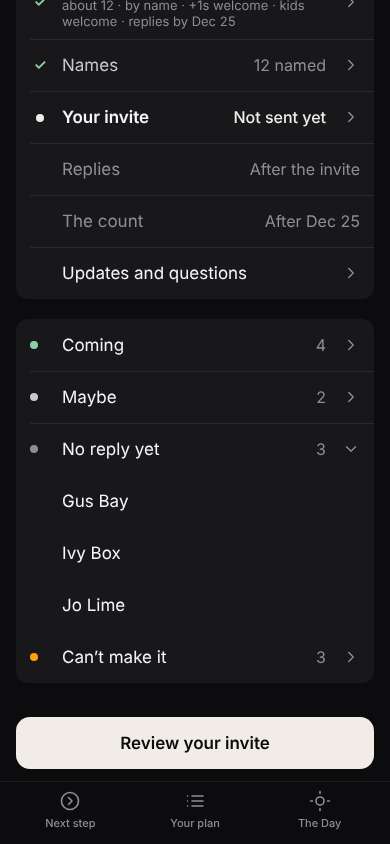 about 12 · by name · +1s welcome · kids
welcome · replies by Dec 25
Names 12 named
Your invite Not sent yet
Replies After the invite
The count After Dec 25
Updates and questions
Coming 4
Maybe 2
No reply yet 3
Gus Bay
Ivy Box
Jo Lime
Can’t make it 3
Review your invite
Next step Your plan The Day